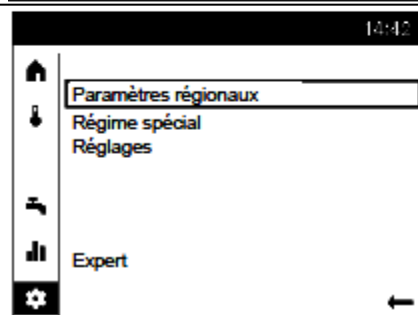 14:42
Paramètres régionaux
Régime spécial
Réglages
Expert